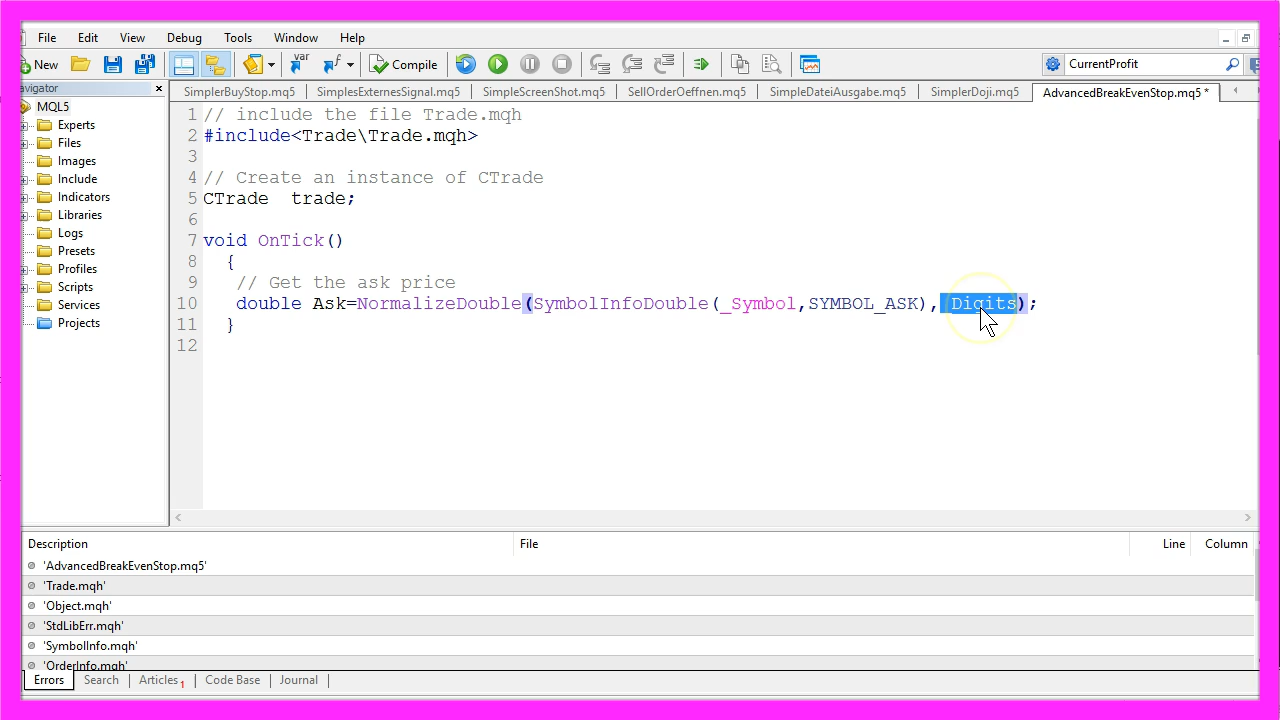 File Edit View Debug Tools Window Help
New var Compile CurrentProfit
avigator
SimplerBuyStop.mq5 SimplesExternesSignal.mq5 SimpleScreenShot.mq5 SellOrderOeffnen.mq5 SimpleDateiAusgabe.mq5 SimplerDoji.mq5 AdvancedBreakEvenStop.mq5 *
MQL5
Experts
Files
Images
Include
Indicators
Libraries
Logs
Presets
Profiles
Scripts
Services
Projects
1 // include the file Trade.mqh
2 #include<Trade\Trade.mqh>
3
4 // Create an instance of CTrade
5 CTrade trade;
6
7 void OnTick()
8 {
9 // Get the ask price
10 double Ask=NormalizeDouble(SymbolInfoDouble(_Symbol,SYMBOL_ASK),_Digits);
11 }
12
Description File Line Column
'AdvancedBreakEvenStop.mq5'
'Trade.mqh'
'Object.mqh'
'StdLibErr.mqh'
'SymbolInfo.mqh'
'OrderInfo.mqh'
Errors Search Articles 1 Code Base Journal